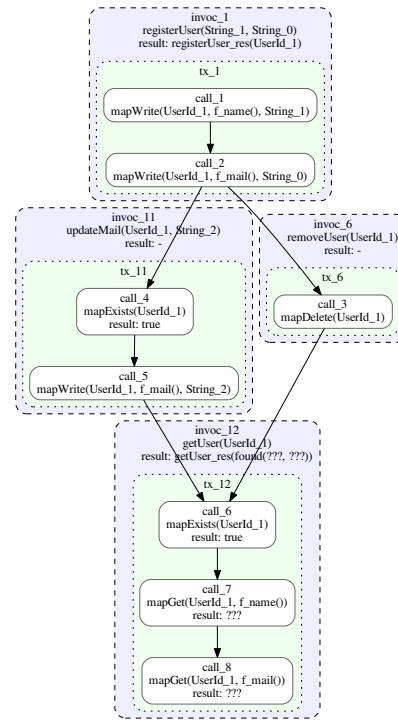 invoc_1
registerUser(String_1, String_0)
result: registerUser_res(UserId_1)
tx_1
call_1
mapWrite(UserId_1, f_name(), String_1)
call_2
mapWrite(UserId_1, f_mail(), String_0)
invoc_11
updateMail(UserId_1, String_2)
result: -
tx_11
call_4
mapExists(UserId_1)
result: true
call_5
mapWrite(UserId_1, f_mail(), String_2)
invoc_6
removeUser(UserId_1)
result: -
tx_6
call_3
mapDelete(UserId_1)
invoc_12
getUser(UserId_1)
result: getUser_res(found(???, ???))
tx_12
call_6
mapExists(UserId_1)
result: true
call_7
mapGet(UserId_1, f_name())
result: ???
call_8
mapGet(UserId_1, f_mail())
result: ???